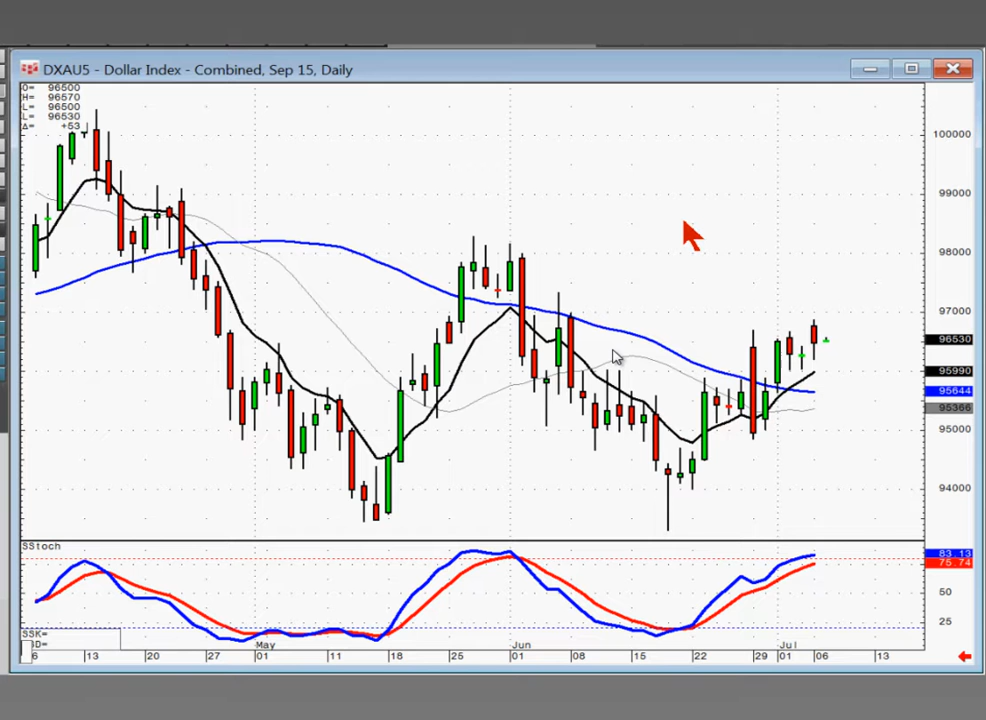 DXAU5 - Dollar Index - Combined, Sep 15, Daily
O= 96500
H= 96570
L= 96500
L= 96530
Δ= +53
100000
99000
98000
97000
96530
95990
95644
95366
95000
94000
SStoch
83.13
75.74
50
25
SSK=
SD=
May
Jun
Jul
6 13 20 27 01 11 18 25 01 08 15 22 29 01 06 13